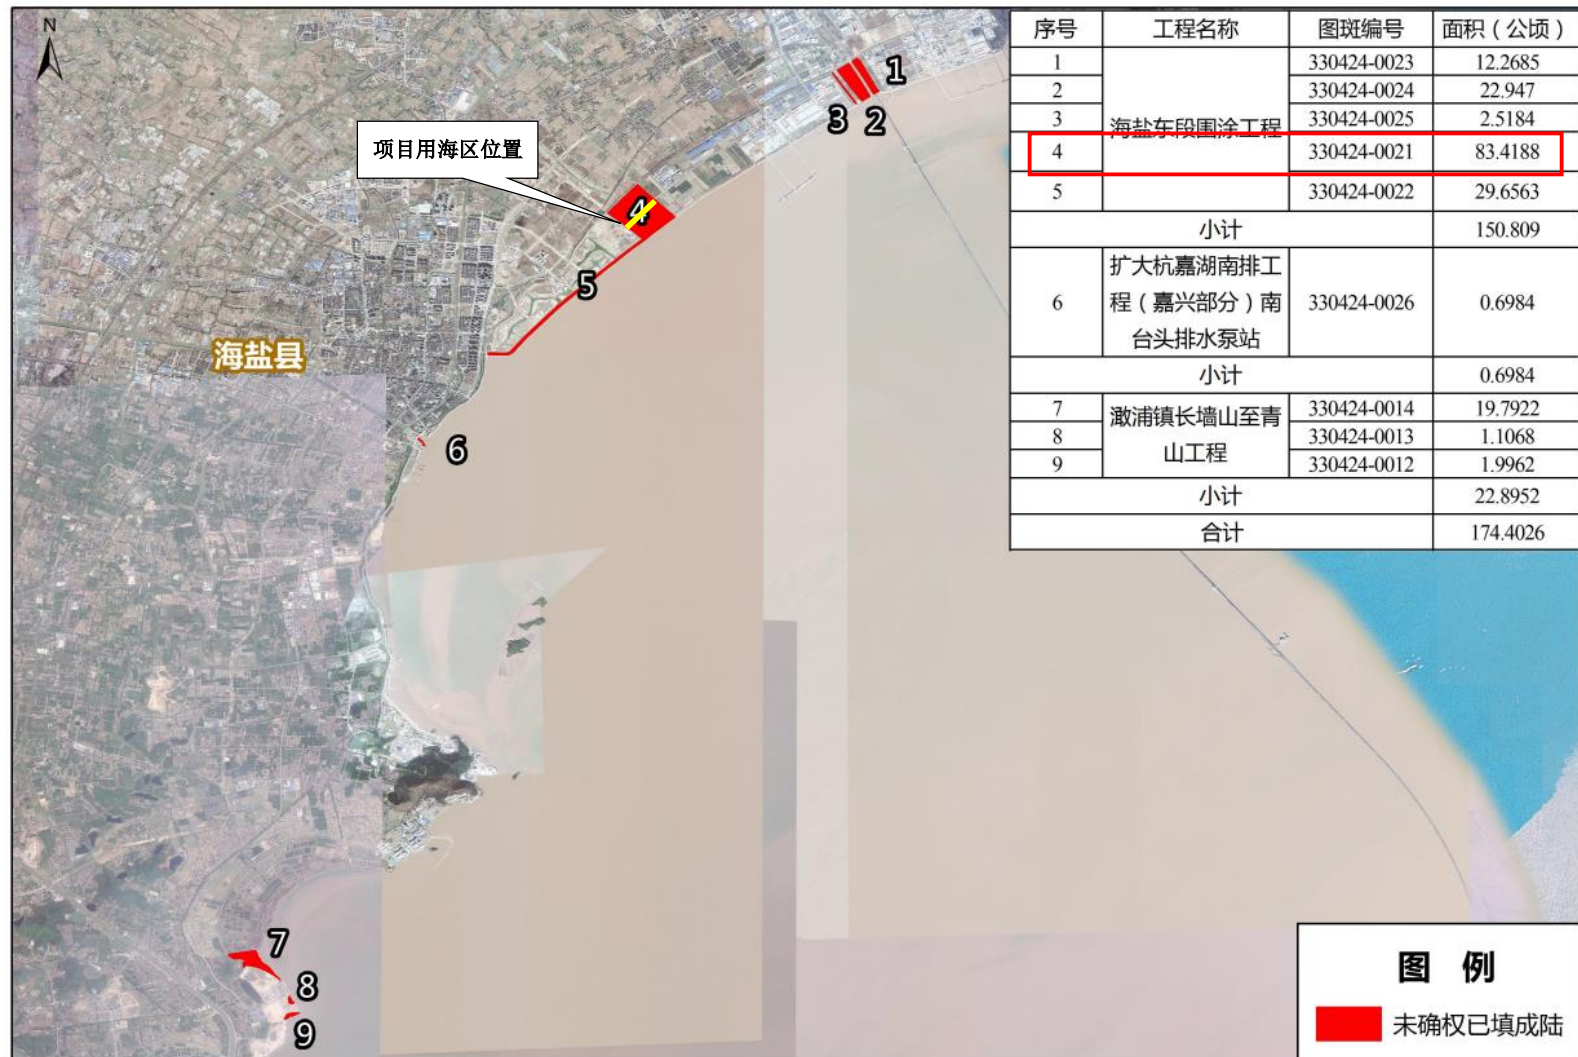 N
序号 工程名称 图斑编号 面积（公顷）
1 330424-0023 12.2685
2 330424-0024 22.947
3 海盐东段围涂工程 330424-0025 2.5184
4 330424-0021 83.4188
5 330424-0022 29.6563
小计 150.809
扩大杭嘉湖南排工
6 程（嘉兴部分）南 330424-0026 0.6984
台头排水泵站
小计 0.6984
7 澉浦镇长墙山至青 330424-0014 19.7922
8 山工程 330424-0013 1.1068
9 330424-0012 1.9962
小计 22.8952
合计 174.4026
1
3 2
项目用海区位置
4
5
海盐县
6
7
8
9
图 例
未确权已填成陆